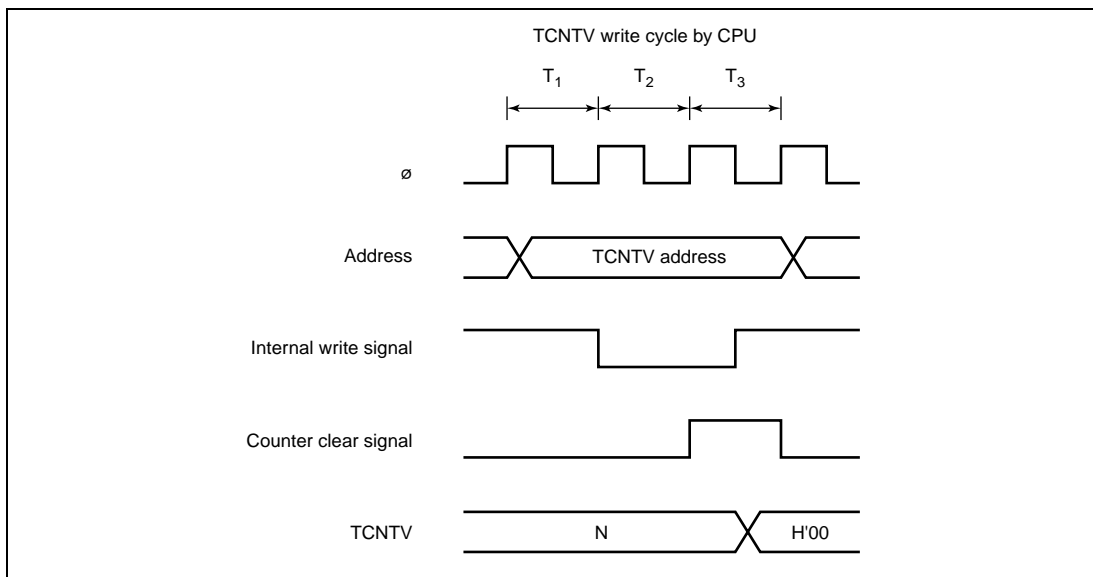 TCNTV write cycle by CPU
T1 T2 T3
ø
Address TCNTV address
Internal write signal
Counter clear signal
TCNTV N H'00